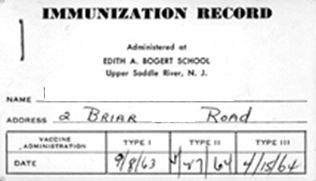 IMMUNIZATION RECORD
Administered at
EDITH A. BOGERT SCHOOL
Upper Saddle River, N. J.
NAME
ADDRESS 2 BRIAR ROAD
VACCINE ADMINISTRATION TYPE I TYPE II TYPE III
DATE 9/8/63 /27/64 4/15/64